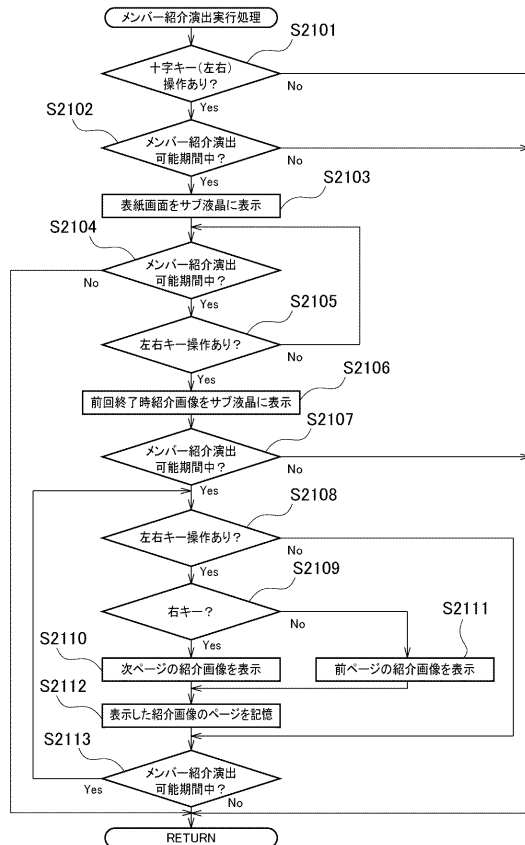 メンバー紹介演出実行処理
S2101
十字キー(左右)
操作あり?
No
Yes
S2102
メンバー紹介演出
可能期間中?
No
Yes
S2103
表紙画面をサブ液晶に表示
S2104
メンバー紹介演出
可能期間中?
No
Yes
S2105
左右キー操作あり?
No
Yes
S2106
前回終了時紹介画像をサブ液晶に表示
S2107
メンバー紹介演出
可能期間中?
No
Yes
S2108
左右キー操作あり?
No
Yes
S2109
右キー?
No
Yes
S2110
次ページの紹介画像を表示
S2111
前ページの紹介画像を表示
S2112
表示した紹介画像のページを記憶
S2113
メンバー紹介演出
可能期間中?
Yes
No
RETURN